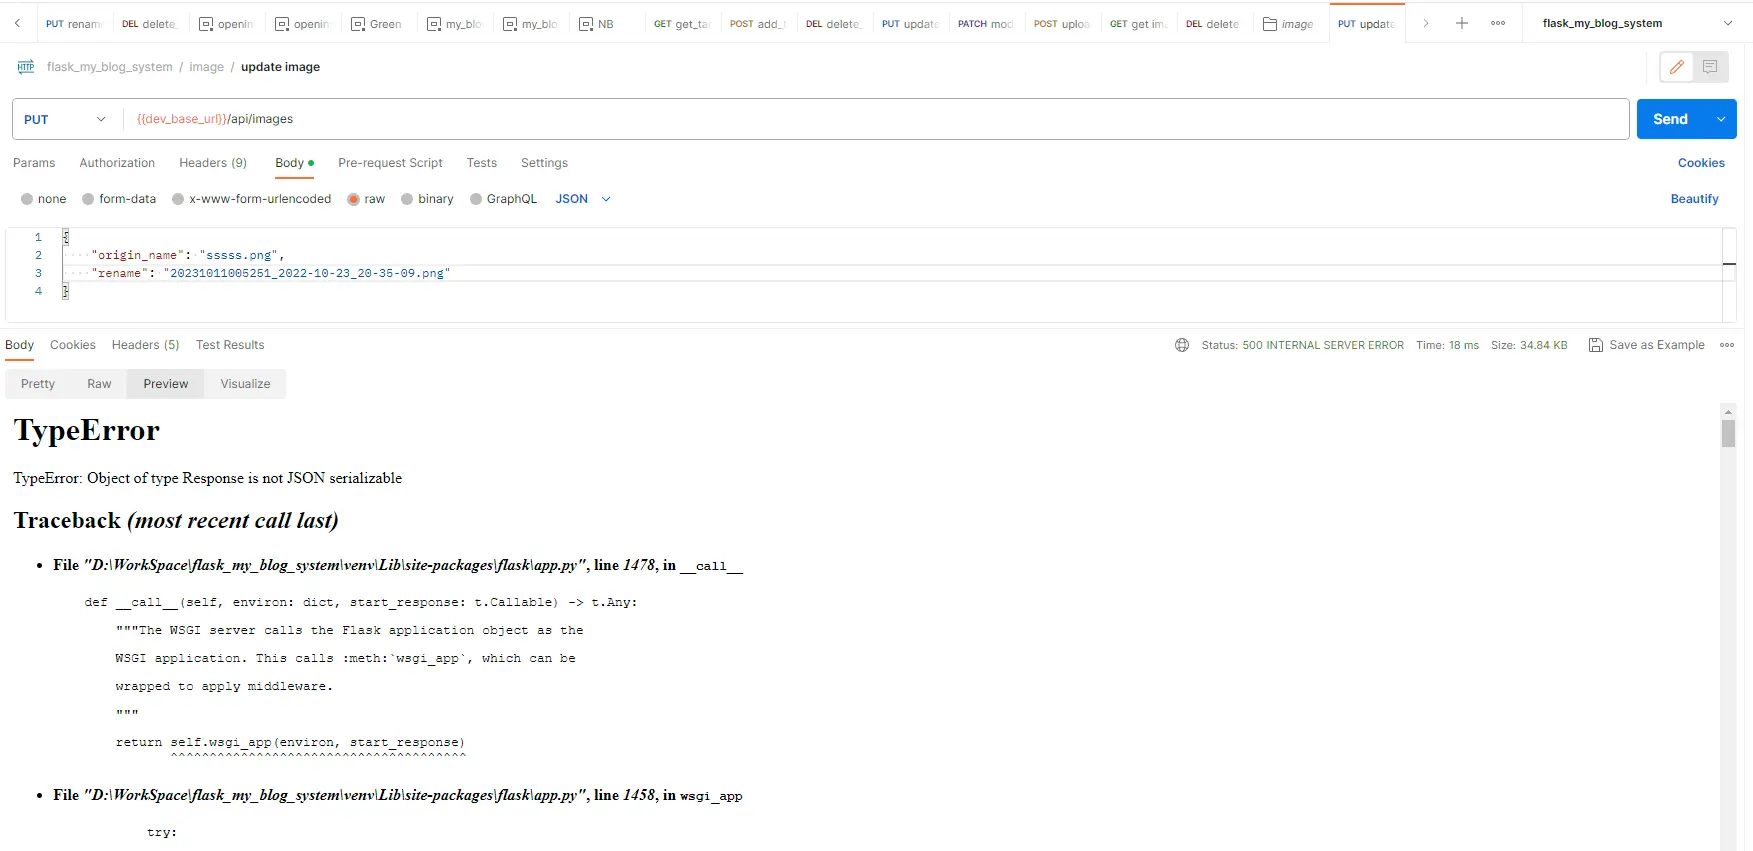 PUT renam DEL delete_ openin openin Green my_blo my_blo NB GET get_ta POST add_ DEL delete_ PUT update PATCH mod POST uploa GET get im DEL delete image PUT update flask_my_blog_system
HTTP flask_my_blog_system / image / update image
PUT {{dev_base_url}}/api/images Send
Params Authorization Headers (9) Body Pre-request Script Tests Settings Cookies
none form-data x-www-form-urlencoded raw binary GraphQL JSON Beautify
1 {
2 "origin_name": "sssss.png",
3 "rename": "20231011005251_2022-10-23_20-35-09.png"
4 }
Body Cookies Headers (5) Test Results Status: 500 INTERNAL SERVER ERROR Time: 18 ms Size: 34.84 KB Save as Example
Pretty Raw Preview Visualize
TypeError
TypeError: Object of type Response is not JSON serializable
Traceback (most recent call last)
• File "D:\WorkSpace\flask_my_blog_system\venv\Lib\site-packages\flask\app.py", line 1478, in __call__
def __call__(self, environ: dict, start_response: t.Callable) -> t.Any:
"""The WSGI server calls the Flask application object as the
WSGI application. This calls :meth:`wsgi_app`, which can be
wrapped to apply middleware.
"""
return self.wsgi_app(environ, start_response)
^^^^^^^^^^^^^^^^^^^^^^^^^^^^^^^^^^^^^^
• File "D:\WorkSpace\flask_my_blog_system\venv\Lib\site-packages\flask\app.py", line 1458, in wsgi_app
try: